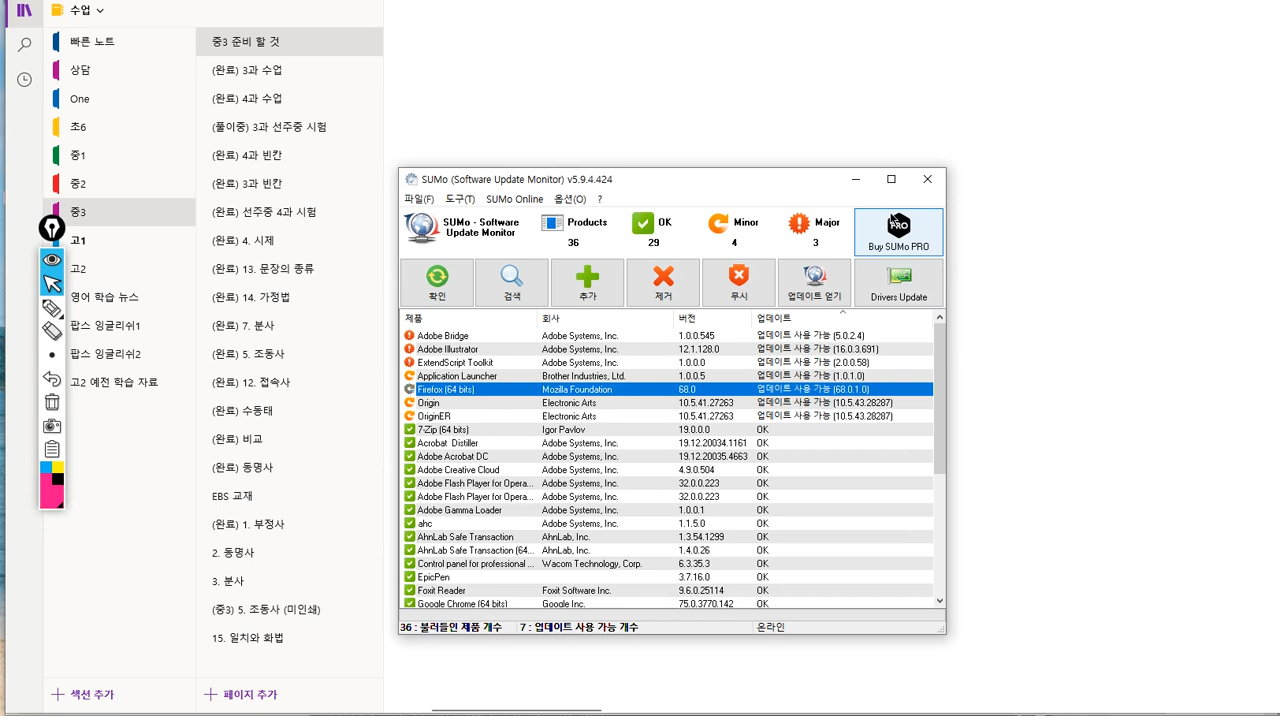 수업
빠른 노트
상담
One
초6
중1
중2
중3
고1
고2
영어 학습 뉴스
팝스 잉글리쉬1
팝스 잉글리쉬2
고2 예전 학습 자료
섹션 추가
중3 준비 할 것
(완료) 3과 수업
(완료) 4과 수업
(풀이중) 3과 선주중 시험
(완료) 4과 빈칸
(완료) 3과 빈칸
(완료) 선주중 4과 시험
(완료) 4. 시제
(완료) 13. 문장의 종류
(완료) 14. 가정법
(완료) 7. 분사
(완료) 5. 조동사
(완료) 12. 접속사
(완료) 수동태
(완료) 비교
(완료) 동명사
EBS 교재
(완료) 1. 부정사
2. 동명사
3. 분사
(중3) 5. 조동사 (미인쇄)
15. 일치와 화법
페이지 추가
SUMo (Software Update Monitor) v5.9.4.424
파일(F) 도구(T) SUMo Online 옵션(O) ?
SUMo - Software Update Monitor
Products 36
OK 29
Minor 4
Major 3
PRO
Buy SUMo PRO
확인 검색 추가 제거 무시 업데이트 얻기 Drivers Update
제품 회사 버전 업데이트
Adobe Bridge Adobe Systems, Inc. 1.0.0.545 업데이트 사용 가능 (5.0.2.4)
Adobe Illustrator Adobe Systems, Inc. 12.1.128.0 업데이트 사용 가능 (16.0.3.691)
ExtendScript Toolkit Adobe Systems, Inc. 1.0.0.0 업데이트 사용 가능 (2.0.0.58)
Application Launcher Brother Industries, Ltd. 1.0.0.5 업데이트 사용 가능 (1.0.1.0)
Firefox (64 bits) Mozilla Foundation 68.0 업데이트 사용 가능 (68.0.1.0)
Origin Electronic Arts 10.5.41.27263 업데이트 사용 가능 (10.5.43.28287)
OriginER Electronic Arts 10.5.41.27263 업데이트 사용 가능 (10.5.43.28287)
7-Zip (64 bits) Igor Pavlov 19.0.0.0 OK
Acrobat Distiller Adobe Systems, Inc. 19.12.20034.1161 OK
Adobe Acrobat DC Adobe Systems, Inc. 19.12.20035.4663 OK
Adobe Creative Cloud Adobe Systems, Inc. 4.9.0.504 OK
Adobe Flash Player for Opera... Adobe Systems, Inc. 32.0.0.223 OK
Adobe Flash Player for Opera... Adobe Systems, Inc. 32.0.0.223 OK
Adobe Gamma Loader Adobe Systems, Inc. 1.0.0.1 OK
ahc Adobe Systems, Inc. 1.1.5.0 OK
AhnLab Safe Transaction AhnLab, Inc. 1.3.54.1299 OK
AhnLab Safe Transaction (64... AhnLab, Inc. 1.4.0.26 OK
Control panel for professional ... Wacom Technology, Corp. 6.3.35.3 OK
EpicPen 3.7.16.0 OK
Foxit Reader Foxit Software Inc. 9.6.0.25114 OK
Google Chrome (64 bits) Google Inc. 75.0.3770.142 OK
36 : 불러들인 제품 개수 7 : 업데이트 사용 가능 개수 온라인